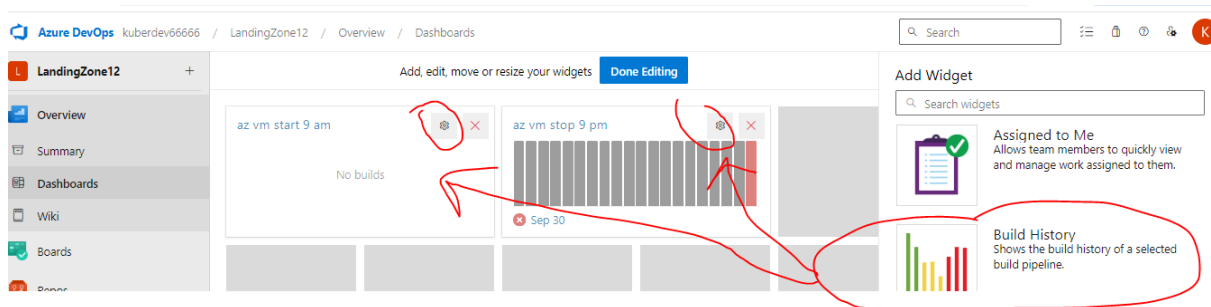 Azure DevOps kuberdev66666 / LandingZone12 / Overview / Dashboards Search K
L LandingZone12 +
Overview
Summary
Dashboards
Wiki
Boards
Repos
Add, edit, move or resize your widgets Done Editing
az vm start 9 am
No builds
az vm stop 9 pm
Sep 30
Add Widget
Search widgets
Assigned to Me
Allows team members to quickly view
and manage work assigned to them.
Build History
Shows the build history of a selected
build pipeline.